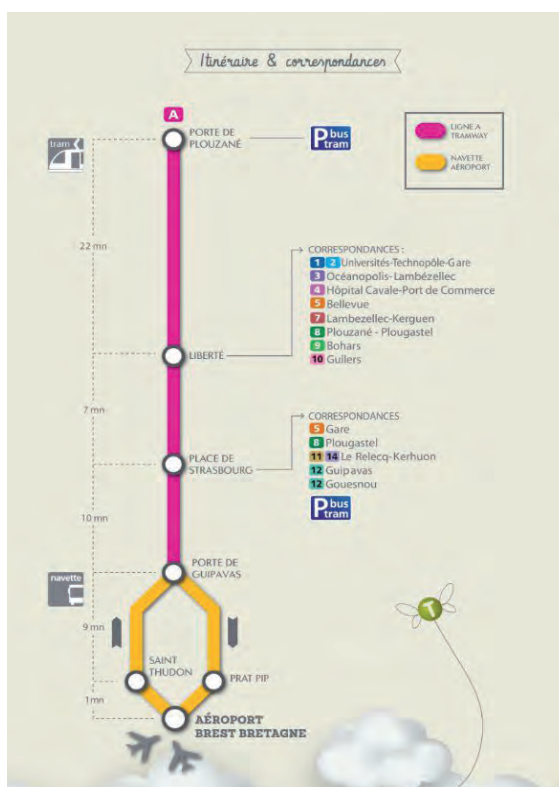 Itinéraire & correspondances
A
PORTE DE
PLOUZANÉ
tram
P bus
tram
LIGNE A
TRAMWAY
NAVETTE
AÉROPORT
22 mn
CORRESPONDANCES :
1 2 Universités-Technopôle-Gare
3 Océanopolis-Lambézellec
4 Hôpital Cavale-Port de Commerce
5 Bellevue
7 Lambezellec-Kerguen
8 Plouzané - Plougastel
9 Bohars
10 Guilers
LIBERTÉ
7 mn
CORRESPONDANCES
5 Gare
8 Plougastel
11 14 Le Relecq-Kerhuon
12 Guipavas
12 Gouesnou
P bus
tram
PLACE DE
STRASBOURG
10 mn
PORTE DE
GUIPAVAS
navette
9 mn
SAINT
THUDON
PRAT PIP
1mn
AÉROPORT
BREST BRETAGNE
T